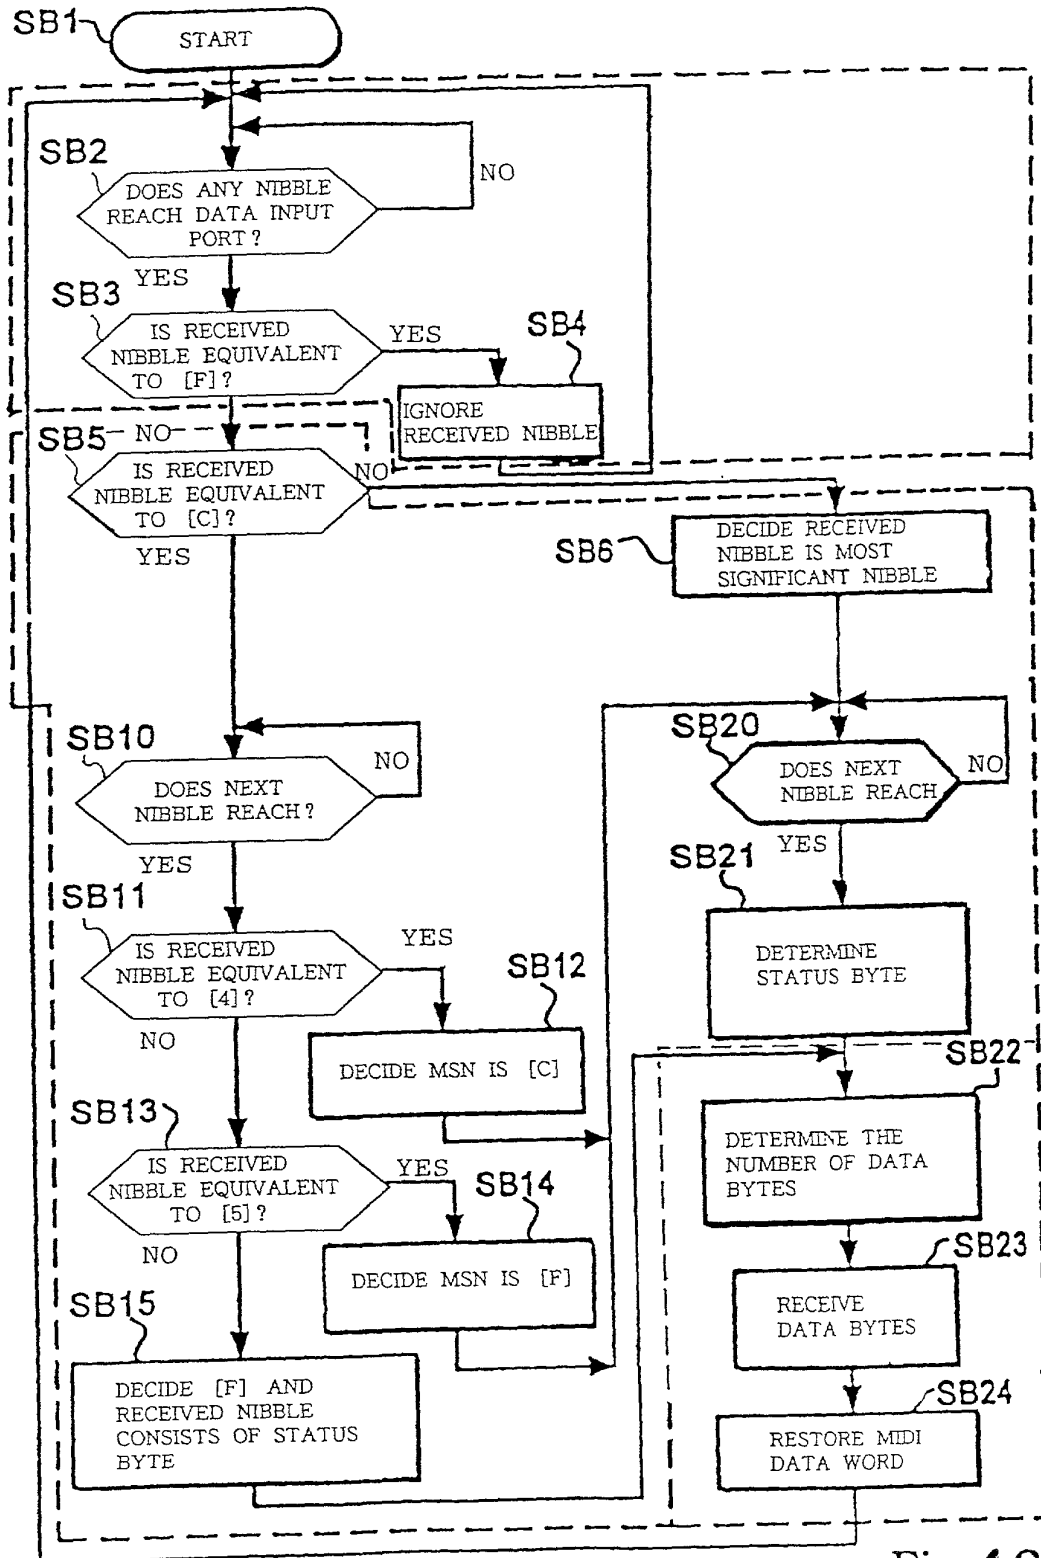 SB1
START
SB2
NO
DOES ANY NIBBLE
REACH DATA INPUT
PORT?
YES
SB3
IS RECEIVED
NIBBLE EQUIVALENT
TO [F]?
YES
SB4
IGNORE
RECEIVED NIBBLE
NO
SB5
IS RECEIVED
NIBBLE EQUIVALENT
TO [C]?
NO
YES
SB6
DECIDE RECEIVED
NIBBLE IS MOST
SIGNIFICANT NIBBLE
SB10
DOES NEXT
NIBBLE REACH?
NO
YES
SB11
IS RECEIVED
NIBBLE EQUIVALENT
TO [4]?
YES
NO
SB12
DECIDE MSN IS [C]
SB13
IS RECEIVED
NIBBLE EQUIVALENT
TO [5]?
YES
NO
SB14
DECIDE MSN IS [F]
SB15
DECIDE [F] AND
RECEIVED NIBBLE
CONSISTS OF STATUS
BYTE
SB20
DOES NEXT
NIBBLE REACH
NO
YES
SB21
DETERMINE
STATUS BYTE
SB22
DETERMINE THE
NUMBER OF DATA
BYTES
SB23
RECEIVE
DATA BYTES
SB24
RESTORE MIDI
DATA WORD